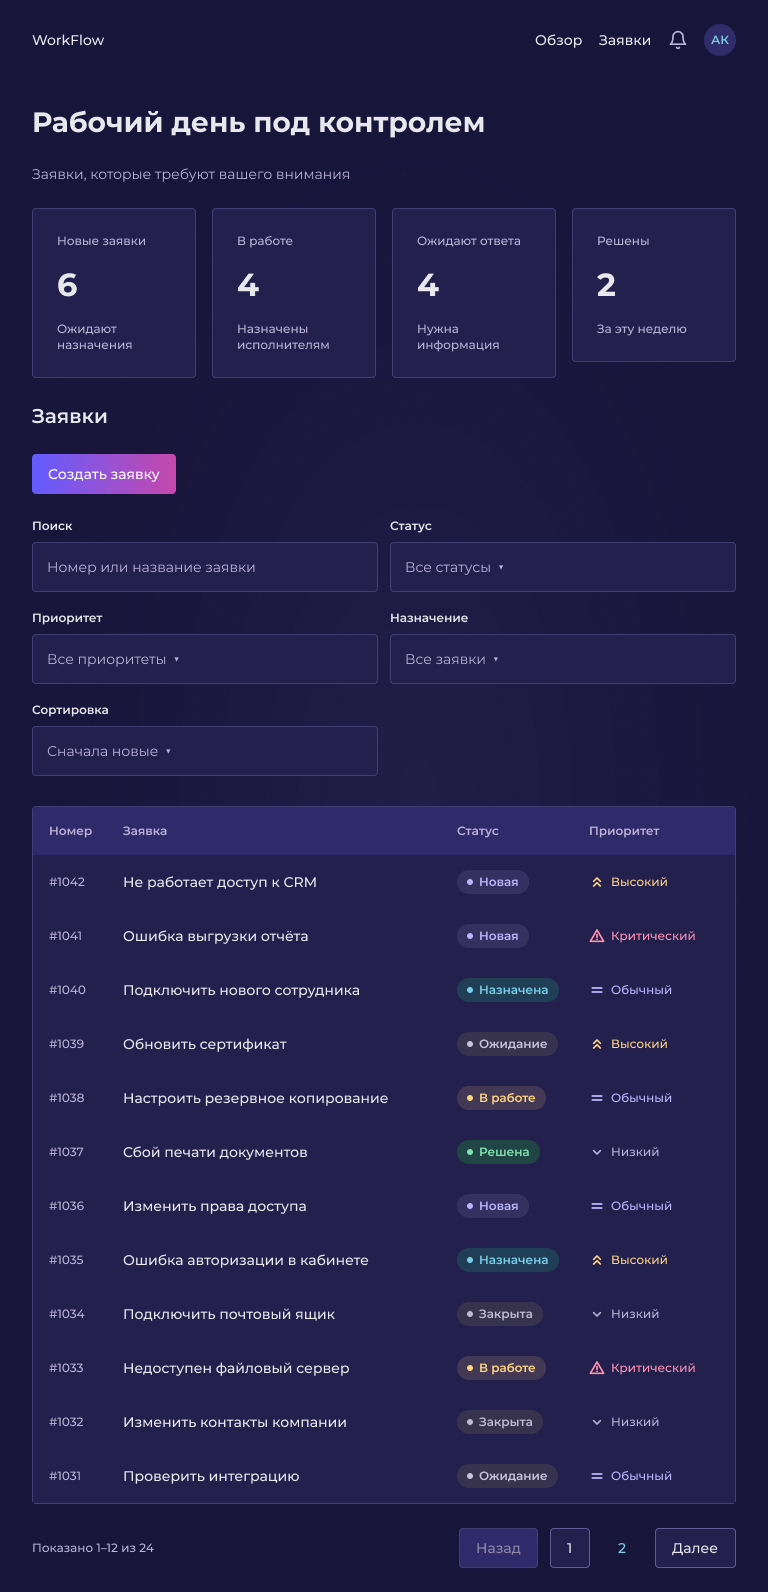 WorkFlow Обзор Заявки АК
Рабочий день под контролем
Заявки, которые требуют вашего внимания
Новые заявки
6
Ожидают
назначения
В работе
4
Назначены
исполнителям
Ожидают ответа
4
Нужна
информация
Решены
2
За эту неделю
Заявки
Создать заявку
Поиск
Номер или название заявки
Статус
Все статусы
Приоритет
Все приоритеты
Назначение
Все заявки
Сортировка
Сначала новые
Номер Заявка Статус Приоритет
#1042 Не работает доступ к CRM Новая Высокий
#1041 Ошибка выгрузки отчёта Новая Критический
#1040 Подключить нового сотрудника Назначена Обычный
#1039 Обновить сертификат Ожидание Высокий
#1038 Настроить резервное копирование В работе Обычный
#1037 Сбой печати документов Решена Низкий
#1036 Изменить права доступа Новая Обычный
#1035 Ошибка авторизации в кабинете Назначена Высокий
#1034 Подключить почтовый ящик Закрыта Низкий
#1033 Недоступен файловый сервер В работе Критический
#1032 Изменить контакты компании Закрыта Низкий
#1031 Проверить интеграцию Ожидание Обычный
Показано 1–12 из 24 Назад 1 2 Далее